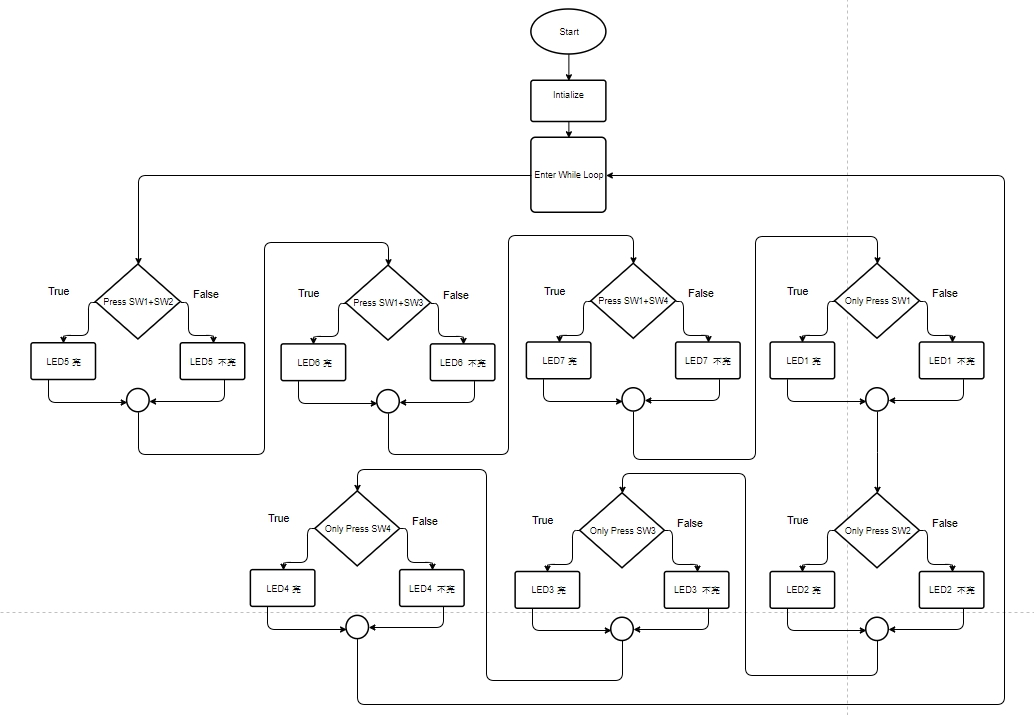 Start
Intialize
Enter While Loop
True
Press SW1+SW2
False
LED5 亮
LED5 不亮
True
Press SW1+SW3
False
LED6 亮
LED6 不亮
True
Press SW1+SW4
False
LED7 亮
LED7 不亮
True
Only Press SW1
False
LED1 亮
LED1 不亮
True
Only Press SW2
False
LED2 亮
LED2 不亮
True
Only Press SW3
False
LED3 亮
LED3 不亮
True
Only Press SW4
False
LED4 亮
LED4 不亮